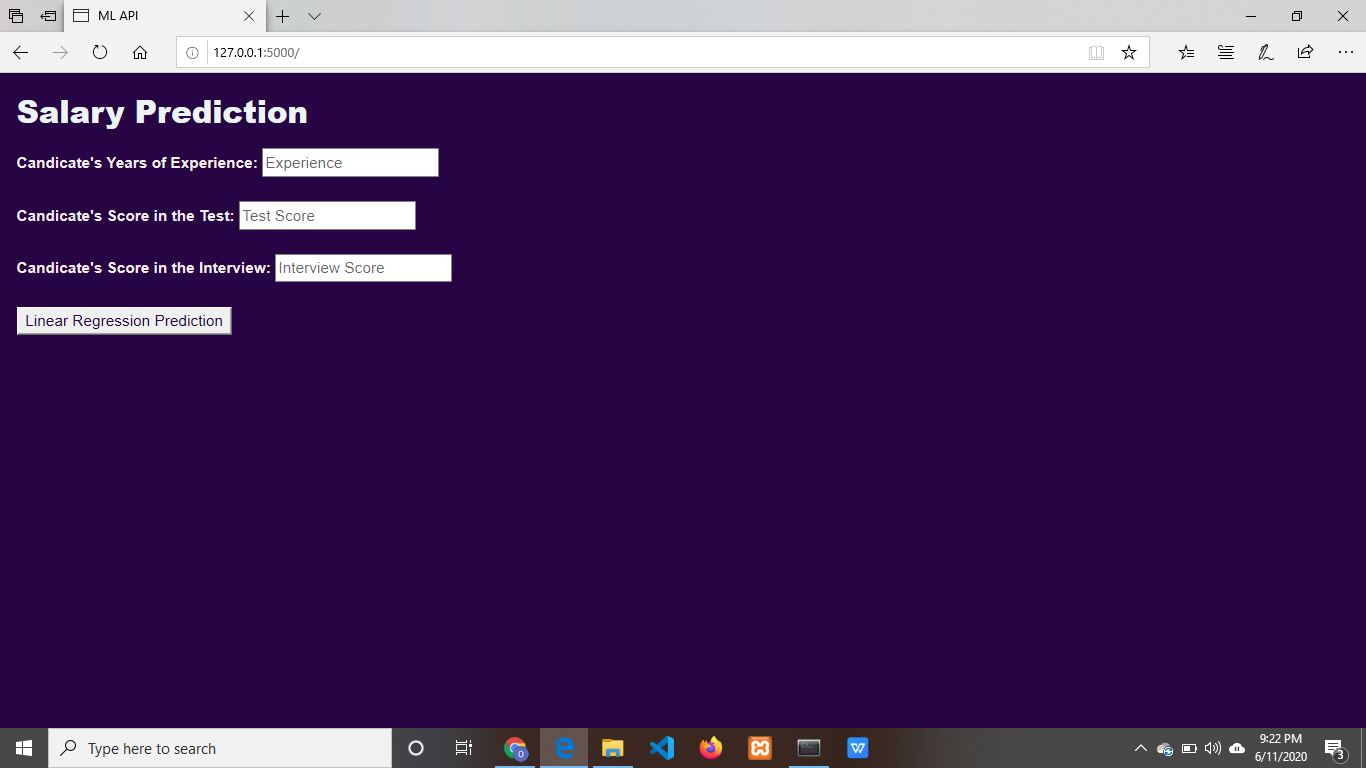 ML API
127.0.0.1:5000/
Salary Prediction
Candicate's Years of Experience: Experience
Candicate's Score in the Test: Test Score
Candicate's Score in the Interview: Interview Score
Linear Regression Prediction
Type here to search
9:22 PM
6/11/2020
3